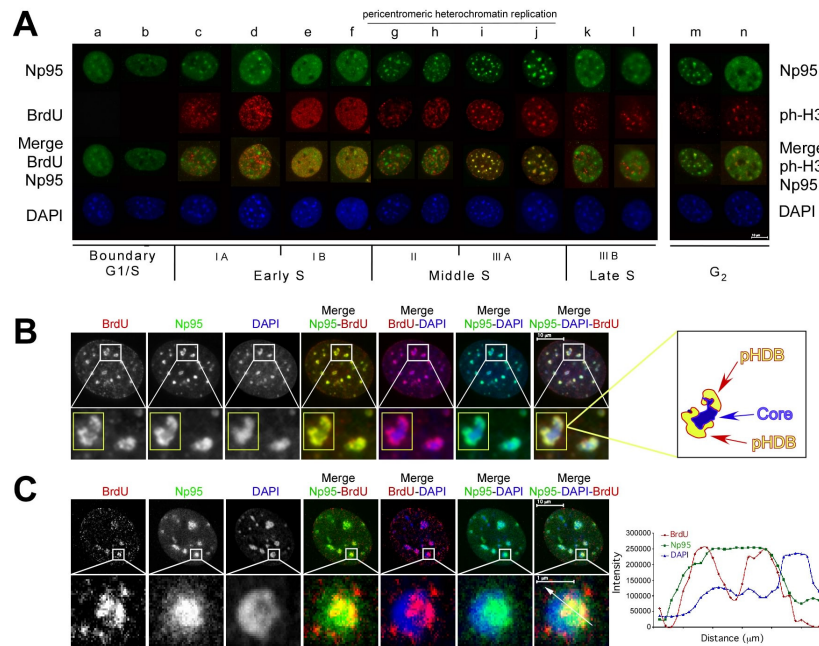 A
pericentromeric heterochromatin replication
a b c d e f g h i j k l m n
Np95 Np95
BrdU ph-H3
Merge BrdU Np95 Merge ph-H3 Np95
DAPI DAPI
Boundary G1/S
I A I B II III A III B
Early S Middle S Late S G2
B
BrdU Np95 DAPI Merge Np95-BrdU Merge BrdU-DAPI Merge Np95-DAPI Merge Np95-DAPI-BrdU
10 µm
pHDB
Core
pHDB
C
BrdU Np95 DAPI Merge Np95-BrdU Merge BrdU-DAPI Merge Np95-DAPI Merge Np95-DAPI-BrdU
10 µm
1 µm
BrdU
Np95
DAPI
Intensity
300000
250000
200000
150000
100000
50000
0
Distance (µm)